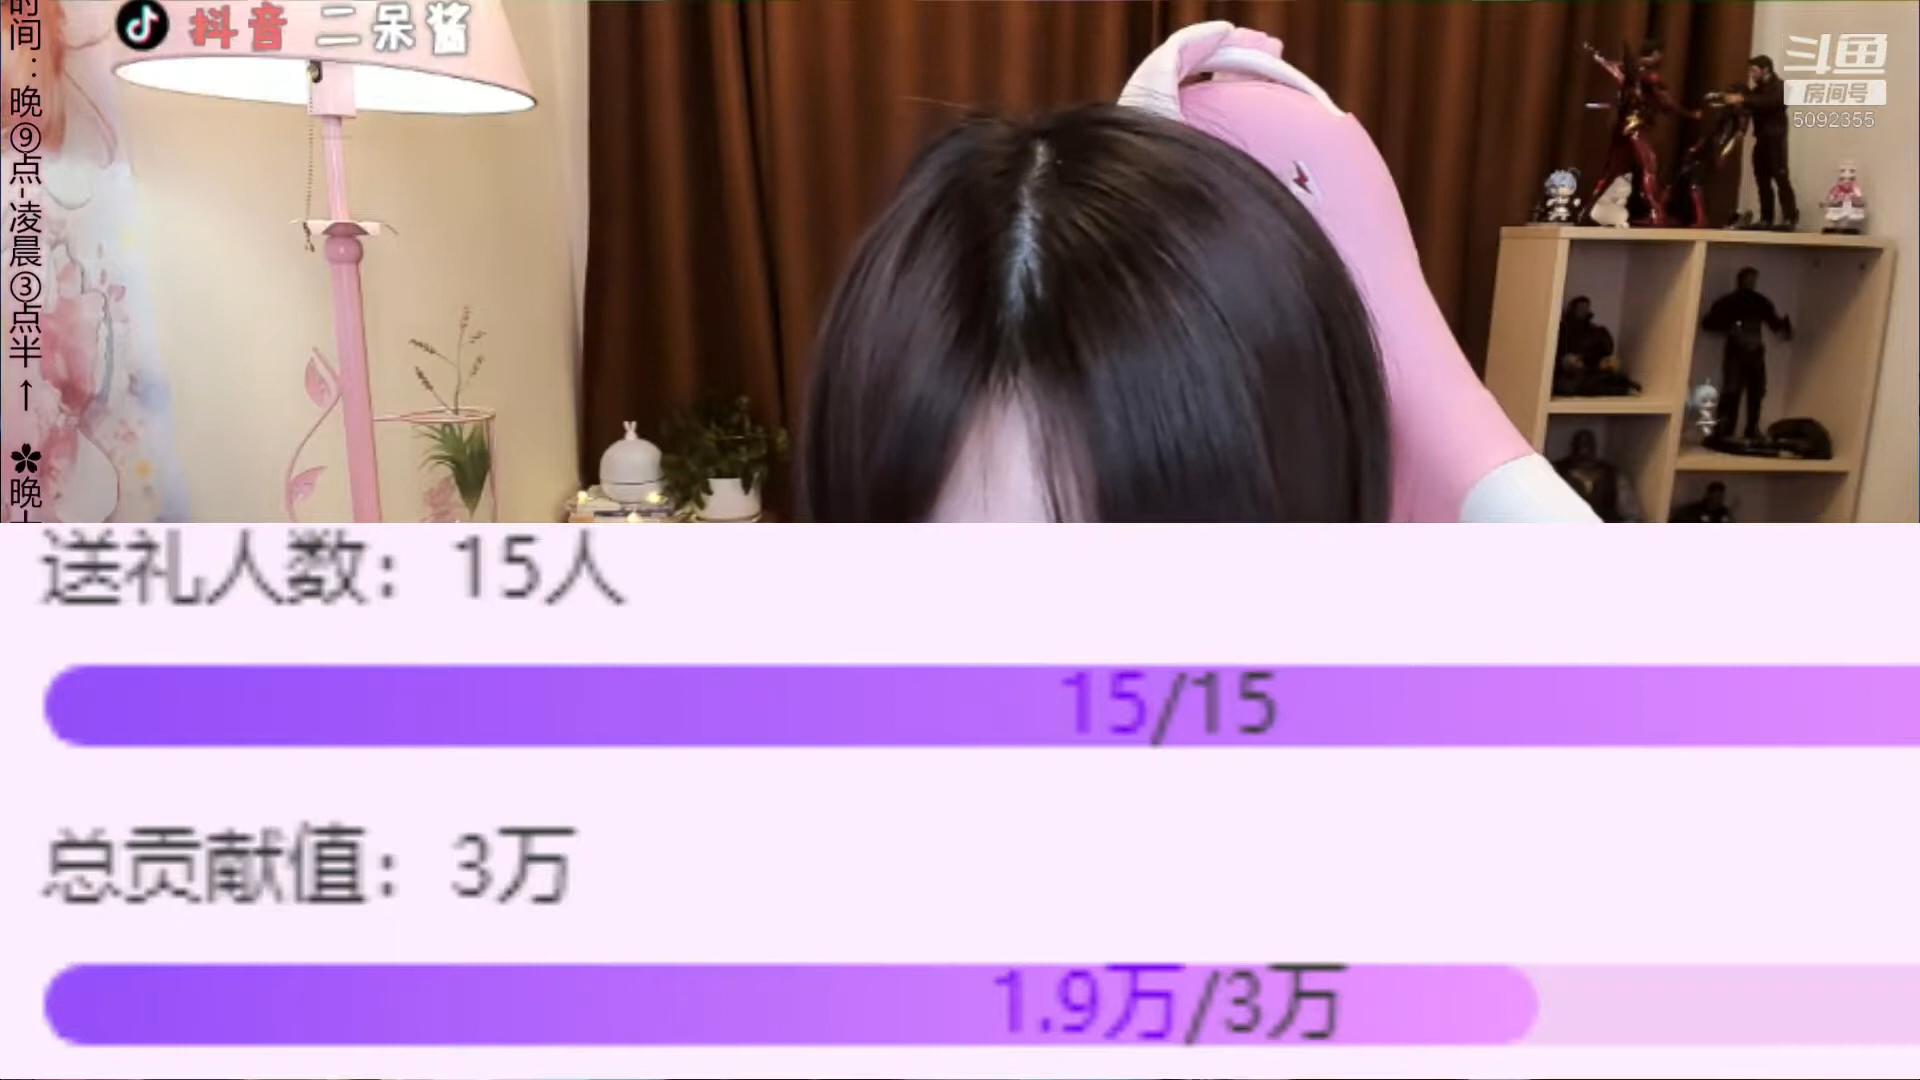 时间：晚⑨点-凌晨③点半↑ ✿晚
抖音 二呆酱
斗鱼
房间号
5092355
送礼人数：15人
15/15
总贡献值：3万
1.9万/3万